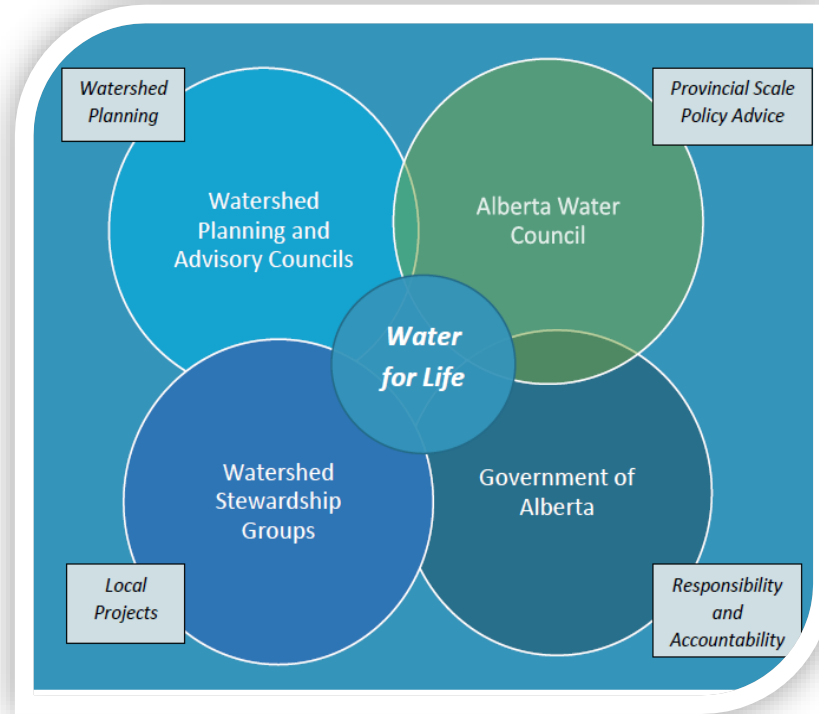 Watershed
Planning
Provincial Scale
Policy Advice
Watershed
Planning and
Advisory Councils
Alberta Water
Council
Water
for Life
Watershed
Stewardship
Groups
Government of
Alberta
Local
Projects
Responsibility
and
Accountability